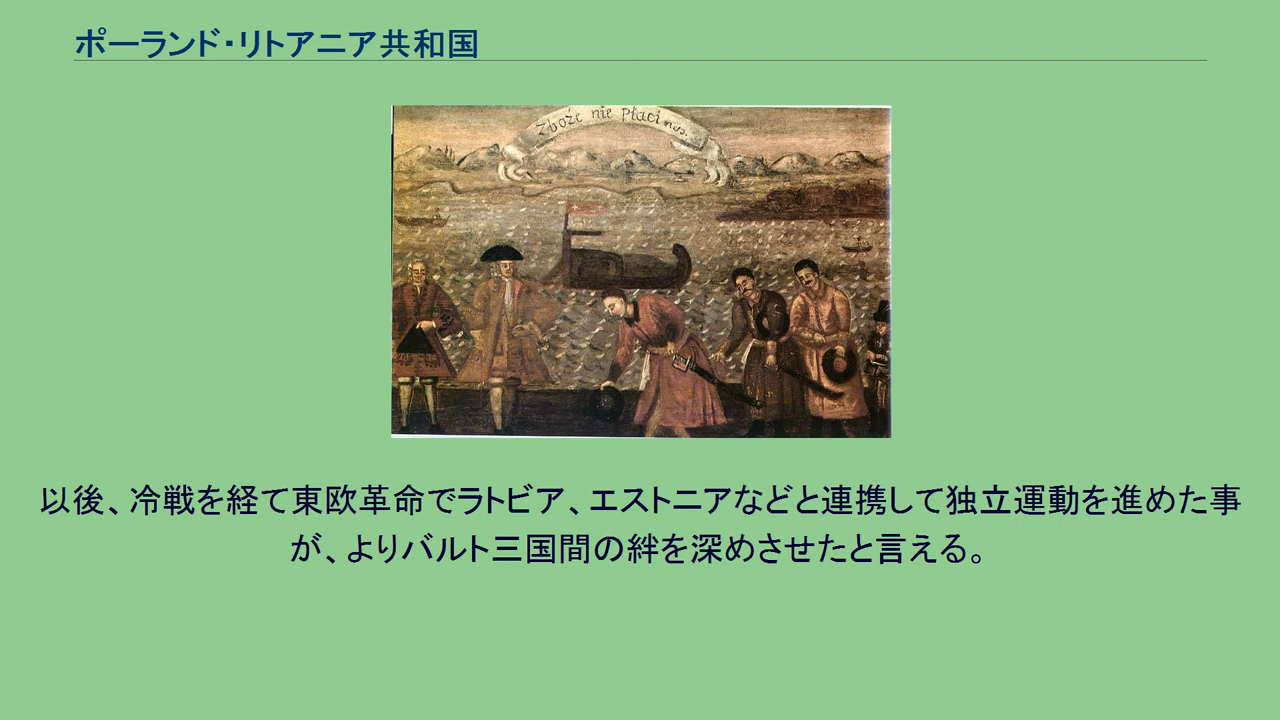 ポーランド・リトアニア共和国
Zboże nie płaci
以後、冷戦を経て東欧革命でラトビア、エストニアなどと連携して独立運動を進めた事
が、よりバルト三国間の絆を深めさせたと言える。